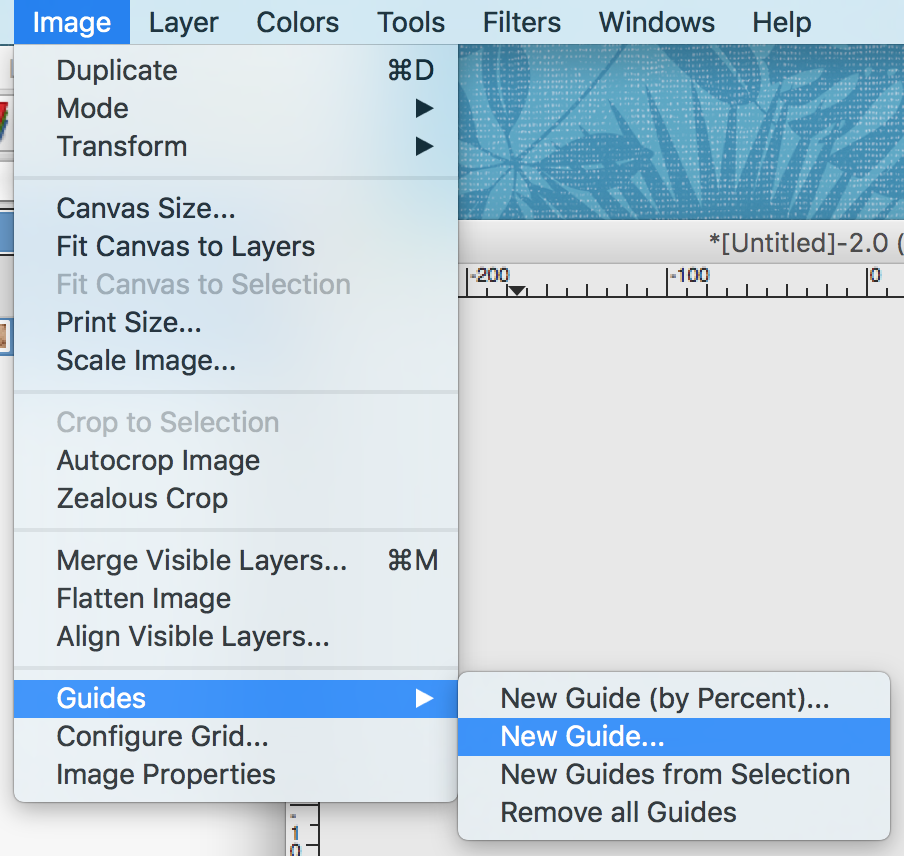 Image Layer Colors Tools Filters Windows Help
Duplicate ⌘D
Mode ▶
Transform ▶
Canvas Size...
Fit Canvas to Layers
Fit Canvas to Selection
Print Size...
Scale Image...
Crop to Selection
Autocrop Image
Zealous Crop
Merge Visible Layers... ⌘M
Flatten Image
Align Visible Layers...
Guides ▶
Configure Grid...
Image Properties
*[Untitled]-2.0 (
-200 -100 0
New Guide (by Percent)...
New Guide...
New Guides from Selection
Remove all Guides
-
1
0